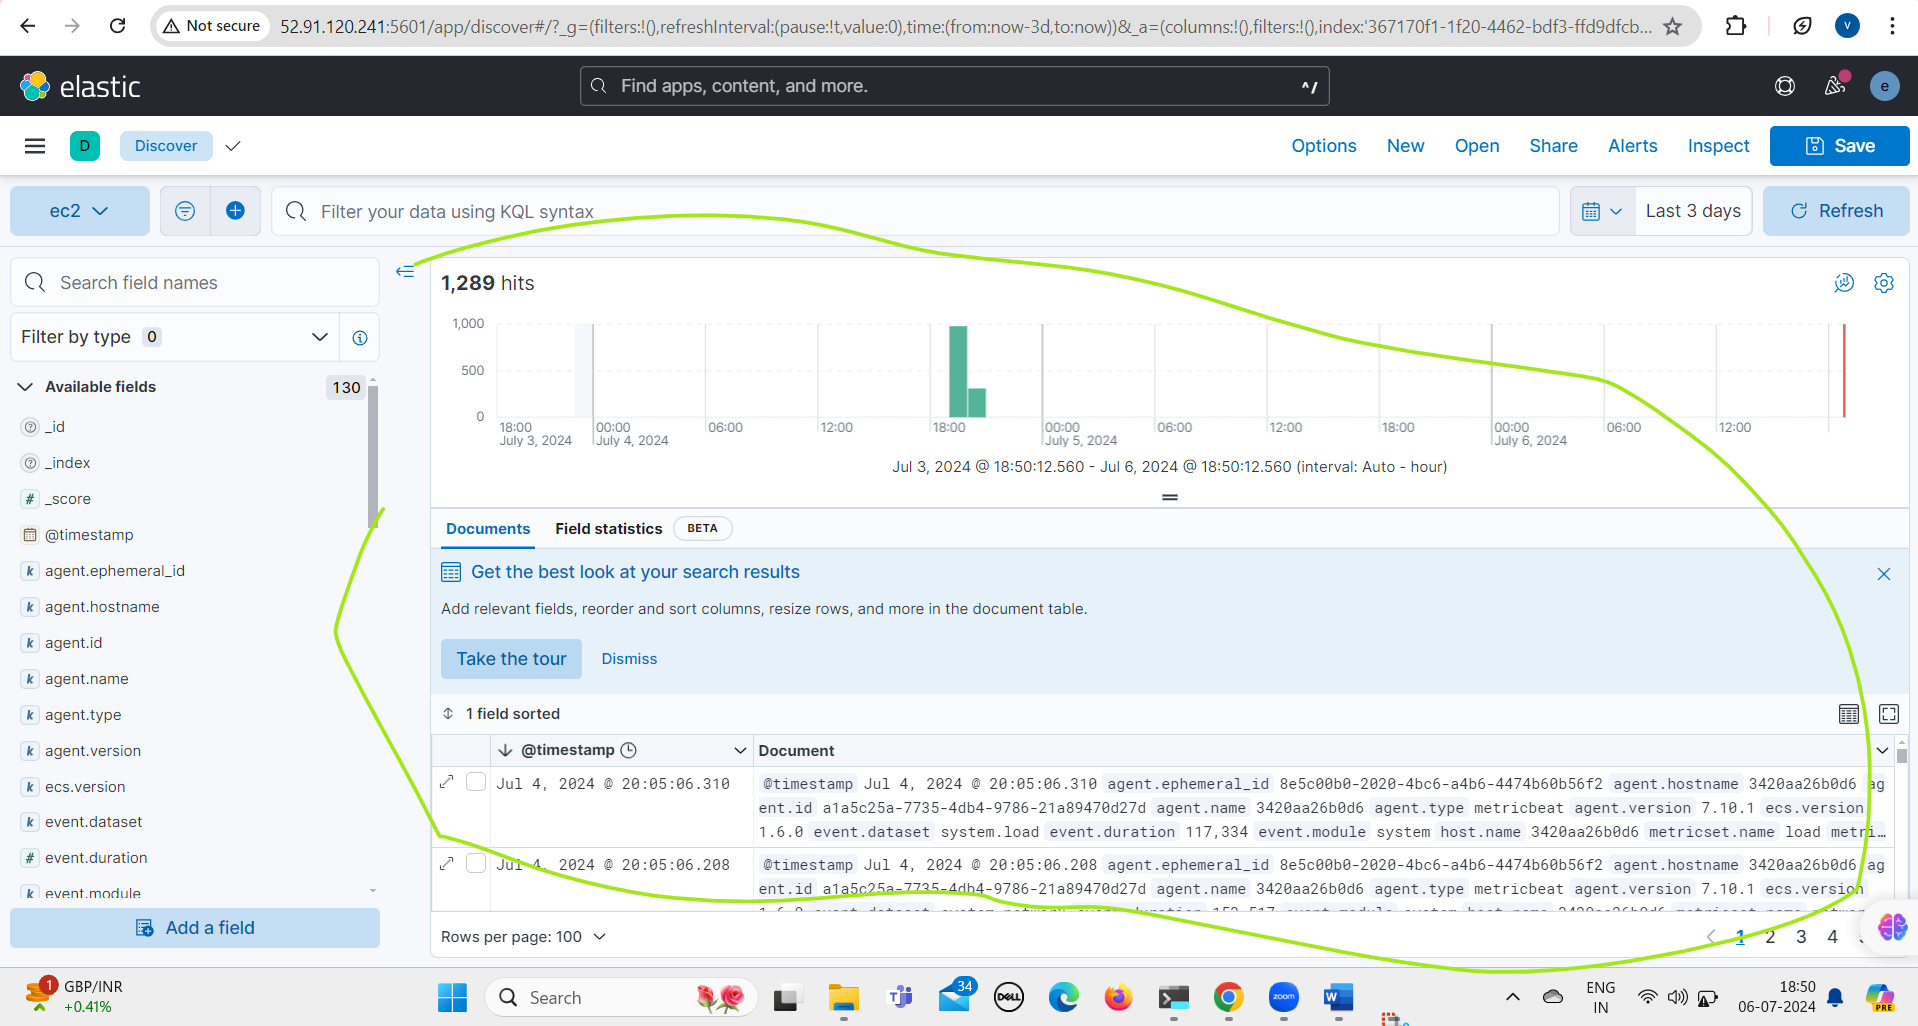 Not secure
52.91.120.241:5601/app/discover#/?_g=(filters:!(),refreshInterval:(pause:!t,value:0),time:(from:now-3d,to:now))&_a=(columns:!(),filters:!(),index:'367170f1-1f20-4462-bdf3-ffd9dfcb...
V
elastic
Find apps, content, and more.
^/
e
D
Discover
Options
New
Open
Share
Alerts
Inspect
Save
ec2
Filter your data using KQL syntax
Last 3 days
Refresh
Search field names
Filter by type 0
Available fields
130
_id
_index
# _score
@timestamp
k agent.ephemeral_id
k agent.hostname
k agent.id
k agent.name
k agent.type
k agent.version
k ecs.version
k event.dataset
# event.duration
k event.module
Add a field
1,289 hits
1,000
500
0
18:00 00:00 06:00 12:00 18:00 00:00 06:00 12:00 18:00 00:00 06:00 12:00
July 3, 2024 July 4, 2024 July 5, 2024 July 6, 2024
Jul 3, 2024 @ 18:50:12.560 - Jul 6, 2024 @ 18:50:12.560 (interval: Auto - hour)
Documents
Field statistics
BETA
Get the best look at your search results
Add relevant fields, reorder and sort columns, resize rows, and more in the document table.
Take the tour
Dismiss
1 field sorted
@timestamp
Document
Jul 4, 2024 @ 20:05:06.310
@timestamp Jul 4, 2024 @ 20:05:06.310 agent.ephemeral_id 8e5c00b0-2020-4bc6-a4b6-4474b60b56f2 agent.hostname 3420aa26b0d6 ag
ent.id a1a5c25a-7735-4db4-9786-21a89470d27d agent.name 3420aa26b0d6 agent.type metricbeat agent.version 7.10.1 ecs.version
1.6.0 event.dataset system.load event.duration 117,334 event.module system host.name 3420aa26b0d6 metricset.name load metri...
Jul 4, 2024 @ 20:05:06.208
@timestamp Jul 4, 2024 @ 20:05:06.208 agent.ephemeral_id 8e5c00b0-2020-4bc6-a4b6-4474b60b56f2 agent.hostname 3420aa26b0d6 ag
ent.id a1a5c25a-7735-4db4-9786-21a89470d27d agent.name 3420aa26b0d6 agent.type metricbeat agent.version 7.10.1 ecs.version
Rows per page: 100
1 2 3 4
1
GBP/INR
+0.41%
Search
34
DELL
zoom
W
ENG
IN
18:50
06-07-2024
PRE